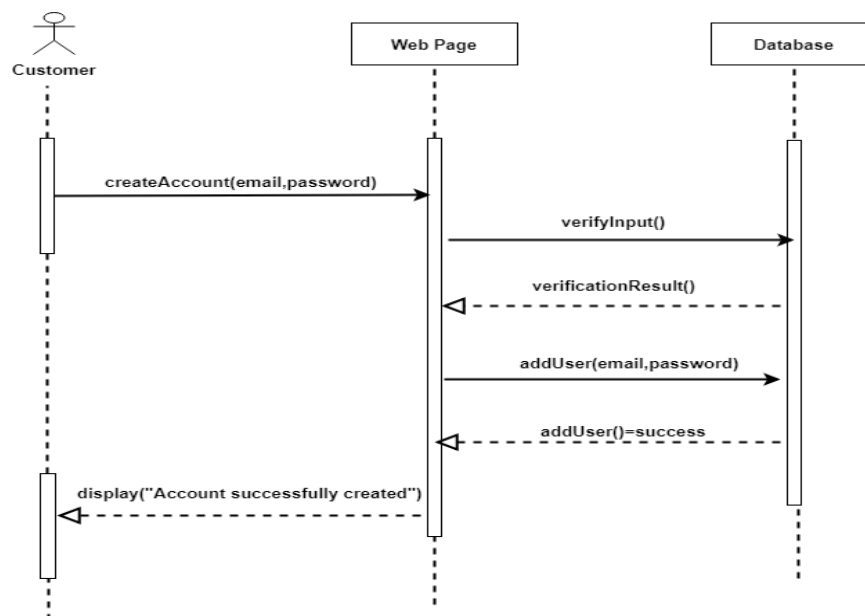 Customer
Web Page
Database
createAccount(email,password)
verifyInput()
verificationResult()
addUser(email,password)
addUser()=success
display("Account successfully created")